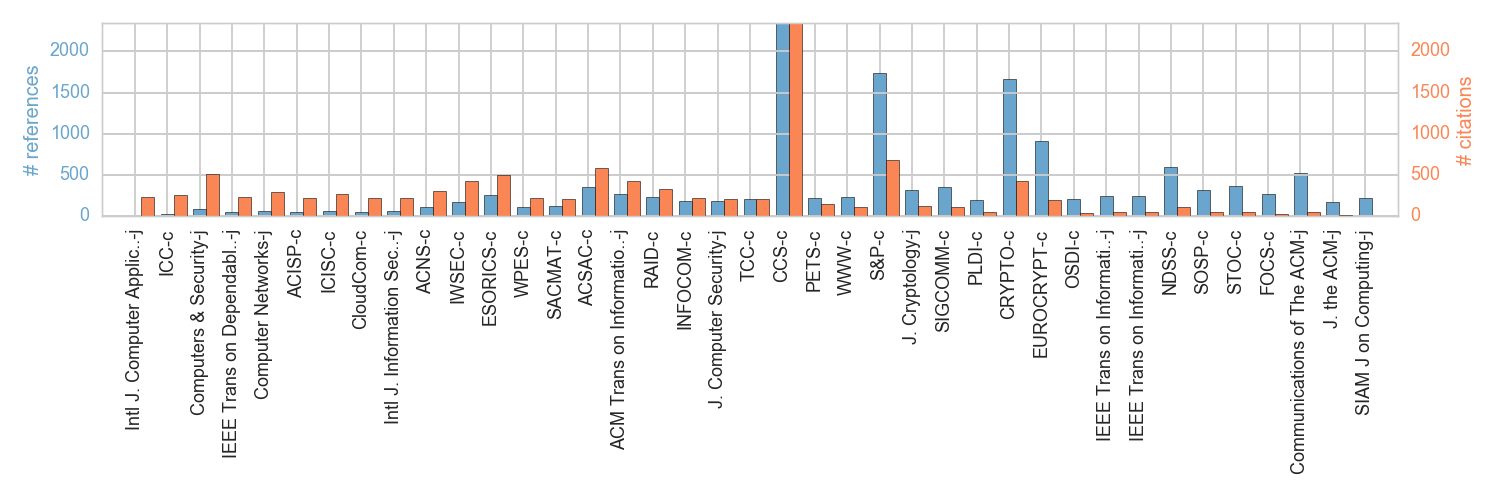 # references
2000
1500
1000
500
0
2000
1500
1000
500
0
# citations
Intl J. Computer Applic..-j
ICC-c
Computers & Security-j
IEEE Trans on Dependabl..-j
Computer Networks-j
ACISP-c
ICISC-c
CloudCom-c
Intl J. Information Sec..-j
ACNS-c
IWSEC-c
ESORICS-c
WPES-c
SACMAT-c
ACSAC-c
ACM Trans on Informatio..-j
RAID-c
INFOCOM-c
J. Computer Security-j
TCC-c
CCS-c
PETS-c
WWW-c
S&P-c
J. Cryptology-j
SIGCOMM-c
PLDI-c
CRYPTO-c
EUROCRYPT-c
OSDI-c
IEEE Trans on Informati..-j
IEEE Trans on Informati..-j
NDSS-c
SOSP-c
STOC-c
FOCS-c
Communications of The ACM-j
J. the ACM-j
SIAM J on Computing-j